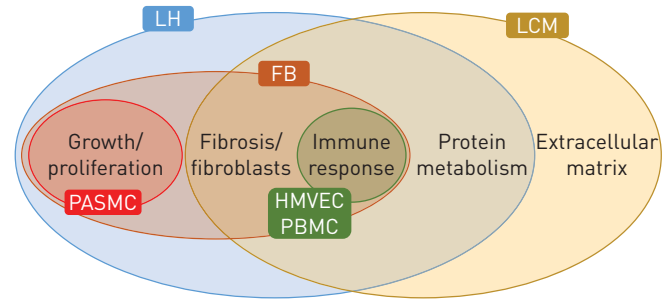 LH
LCM
FB
Growth/
proliferation
Fibrosis/
fibroblasts
Immune
response
Protein
metabolism
Extracellular
matrix
PASMC
HMVEC
PBMC